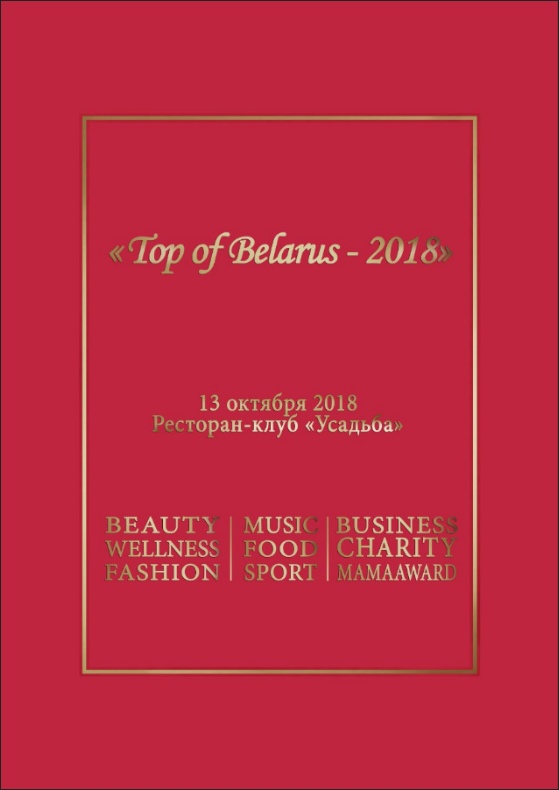 «Top of Belarus - 2018»
13 октября 2018
Ресторан-клуб «Усадьба»
BEAUTY | MUSIC | BUSINESS
WELLNESS | FOOD | CHARITY
FASHION | SPORT | MAMAAWARD